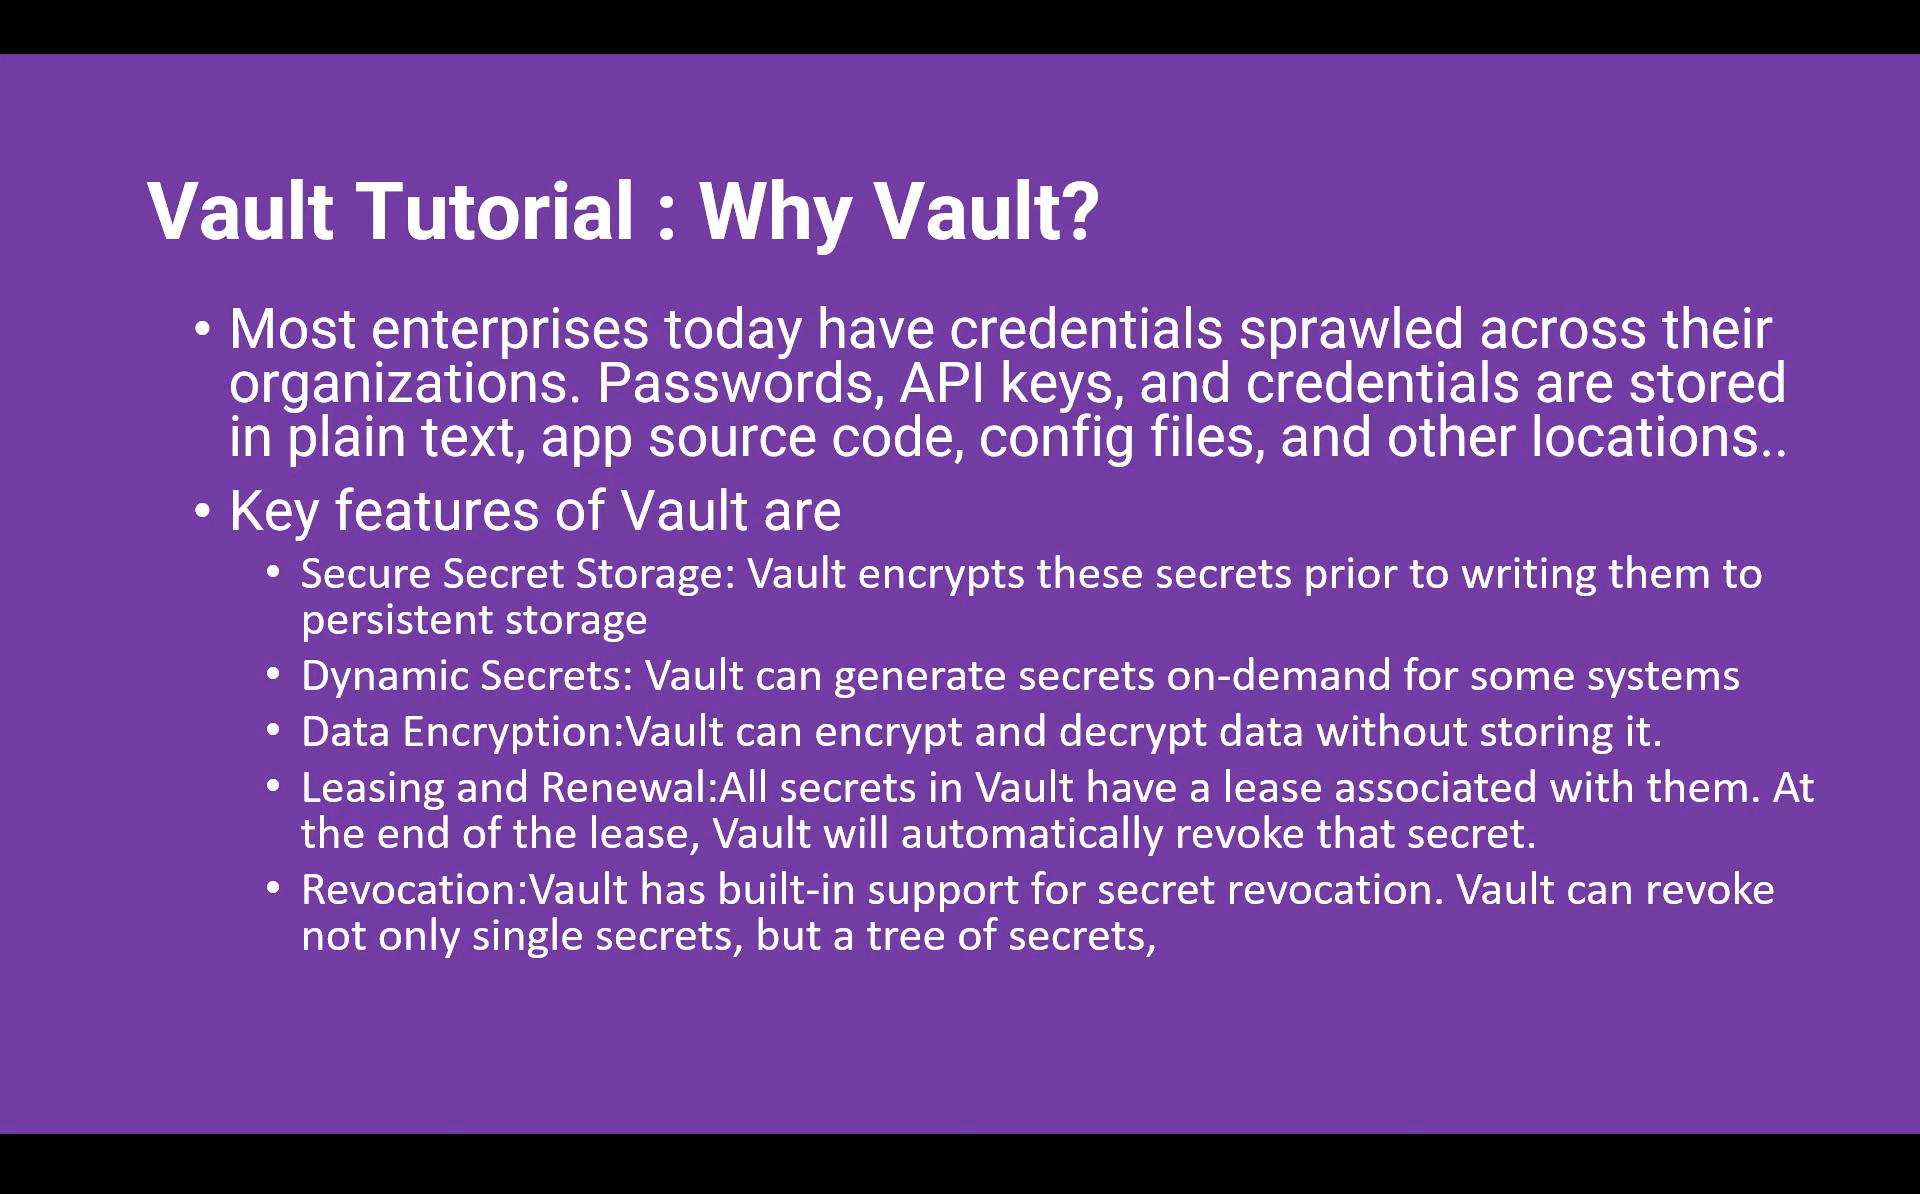 Vault Tutorial : Why Vault?
• Most enterprises today have credentials sprawled across their
organizations. Passwords, API keys, and credentials are stored
in plain text, app source code, config files, and other locations..
• Key features of Vault are
• Secure Secret Storage: Vault encrypts these secrets prior to writing them to
persistent storage
• Dynamic Secrets: Vault can generate secrets on-demand for some systems
• Data Encryption:Vault can encrypt and decrypt data without storing it.
• Leasing and Renewal:All secrets in Vault have a lease associated with them. At
the end of the lease, Vault will automatically revoke that secret.
• Revocation:Vault has built-in support for secret revocation. Vault can revoke
not only single secrets, but a tree of secrets,